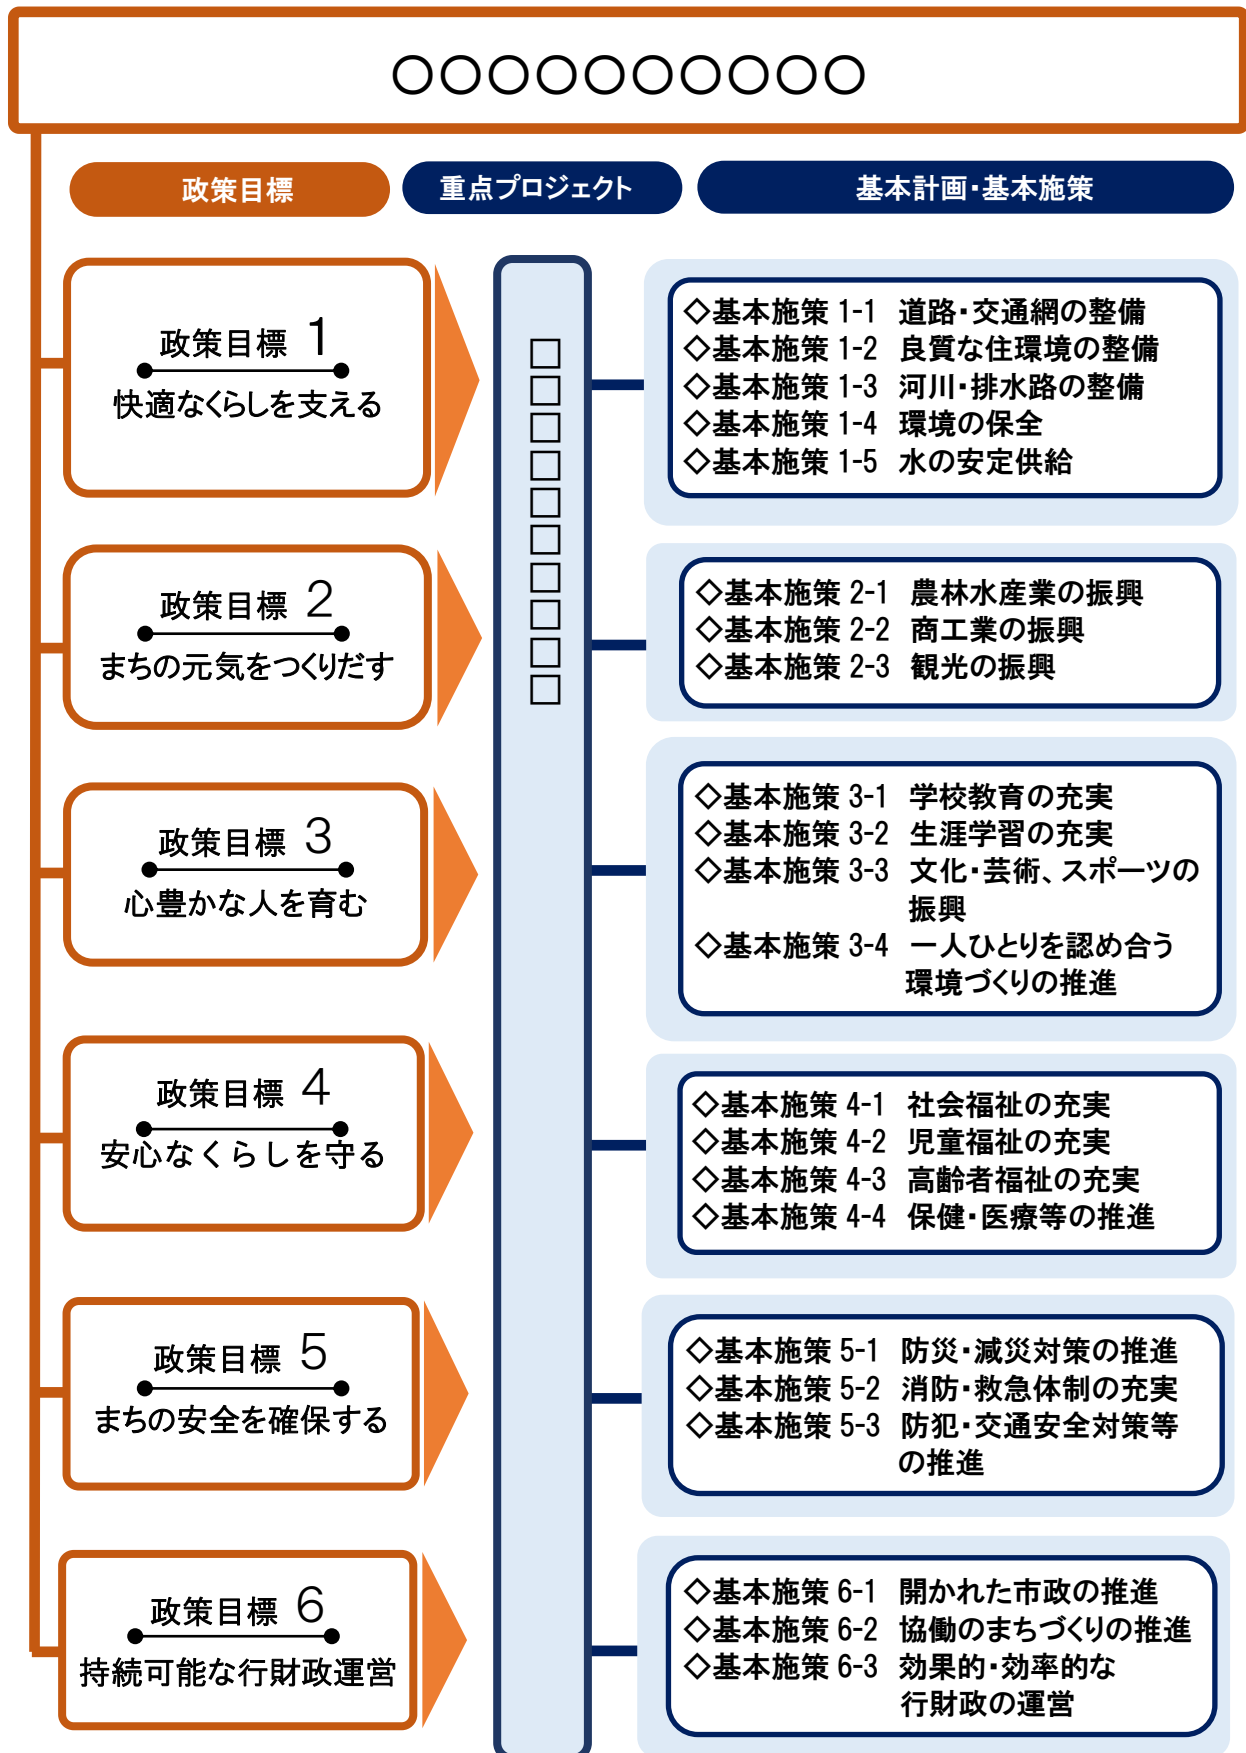 ○○○○○○○○○○
政策目標
重点プロジェクト
基本計画・基本施策
政策目標 1
快適なくらしを支える
□□□□□□□□□□
◇基本施策 1-1 道路・交通網の整備
◇基本施策 1-2 良質な住環境の整備
◇基本施策 1-3 河川・排水路の整備
◇基本施策 1-4 環境の保全
◇基本施策 1-5 水の安定供給
政策目標 2
まちの元気をつくりだす
◇基本施策 2-1 農林水産業の振興
◇基本施策 2-2 商工業の振興
◇基本施策 2-3 観光の振興
政策目標 3
心豊かな人を育む
◇基本施策 3-1 学校教育の充実
◇基本施策 3-2 生涯学習の充実
◇基本施策 3-3 文化・芸術、スポーツの
振興
◇基本施策 3-4 一人ひとりを認め合う
環境づくりの推進
政策目標 4
安心なくらしを守る
◇基本施策 4-1 社会福祉の充実
◇基本施策 4-2 児童福祉の充実
◇基本施策 4-3 高齢者福祉の充実
◇基本施策 4-4 保健・医療等の推進
政策目標 5
まちの安全を確保する
◇基本施策 5-1 防災・減災対策の推進
◇基本施策 5-2 消防・救急体制の充実
◇基本施策 5-3 防犯・交通安全対策等
の推進
政策目標 6
持続可能な行財政運営
◇基本施策 6-1 開かれた市政の推進
◇基本施策 6-2 協働のまちづくりの推進
◇基本施策 6-3 効果的・効率的な
行財政の運営